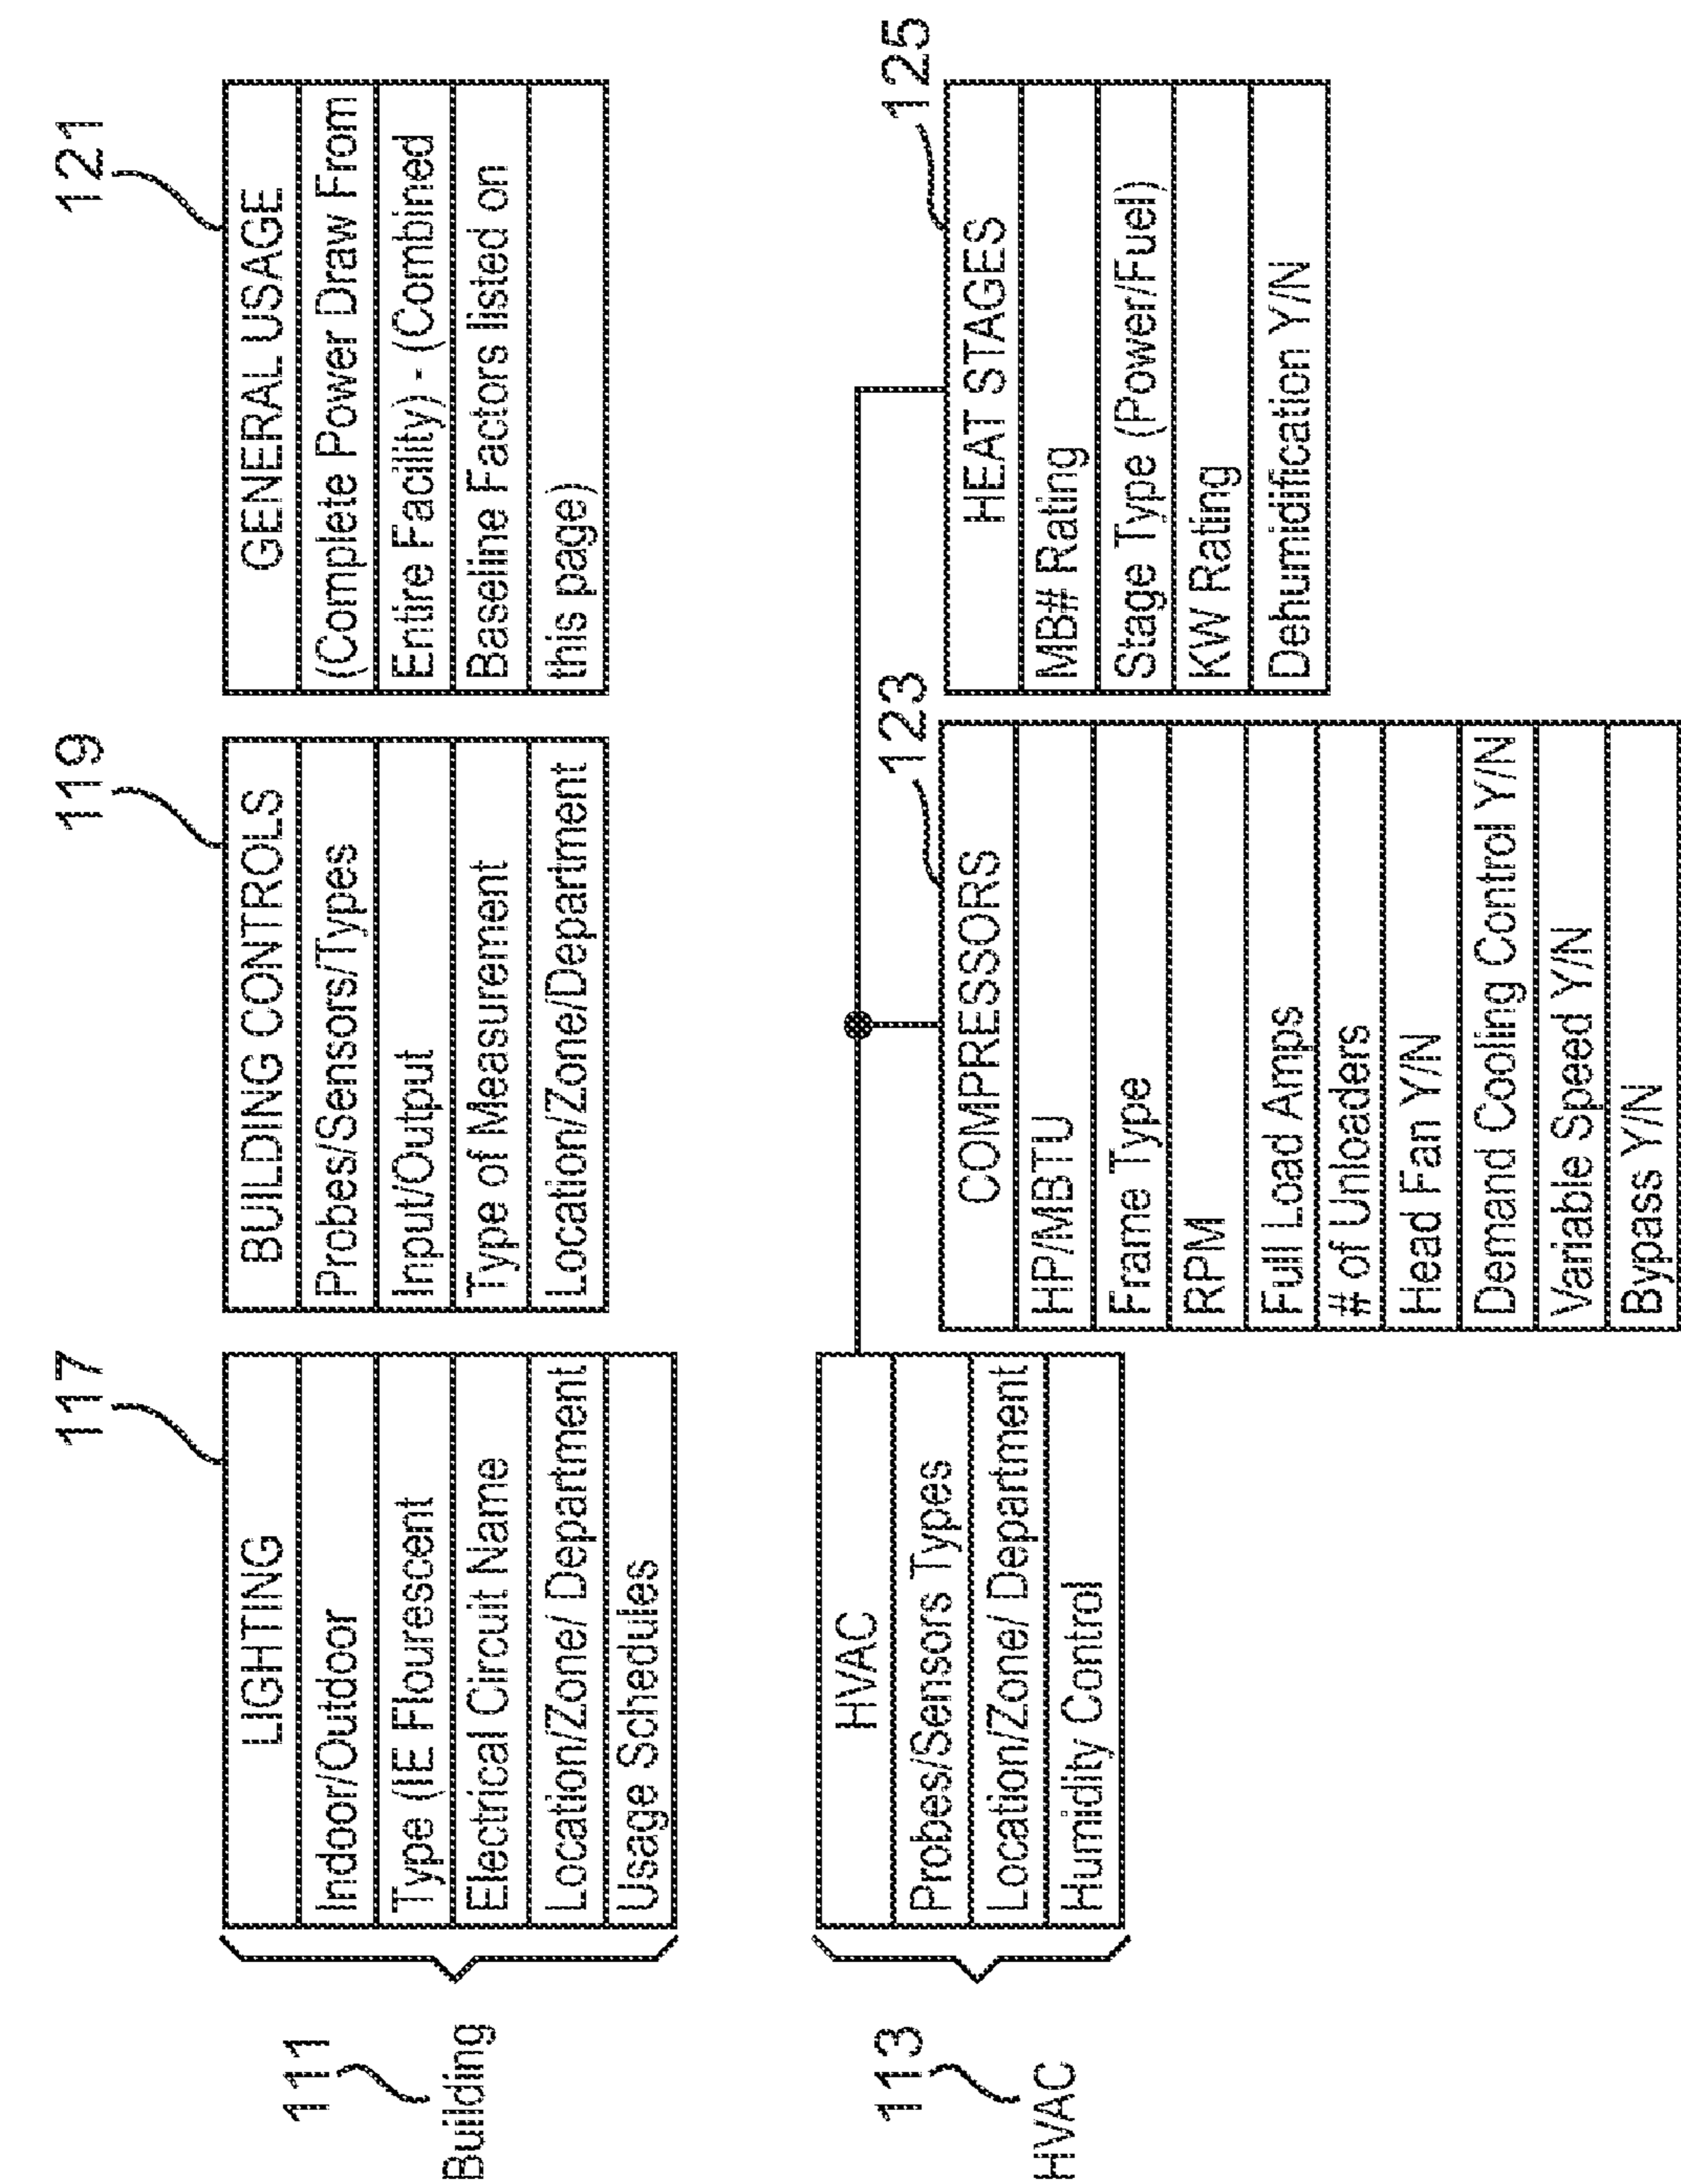 117
119
121
111
Building
LIGHTING
Indoor/Outdoor
Type (IE Flourescent
Electrical Circuit Name
Location/Zone/ Department
Usage Schedules
BUILDING CONTROLS
Probes/Sensors/Types
Input/Output
Type of Measurement
Location/Zone/Department
GENERAL USAGE
(Complete Power Draw From
Entire Facility) - (Combined
Baseline Factors listed on
this page)
113
HVAC
HVAC
Probes/Sensors Types
Location/Zone/ Department
Humidity Control
123
COMPRESSORS
HP/MBTU
Frame Type
RPM
Full Load Amps
# of Unloaders
Head Fan Y/N
Demand Cooling Control Y/N
Variable Speed Y/N
Bypass Y/N
125
HEAT STAGES
MB# Rating
Stage Type (Power/Fuel)
KW Rating
Dehumidification Y/N